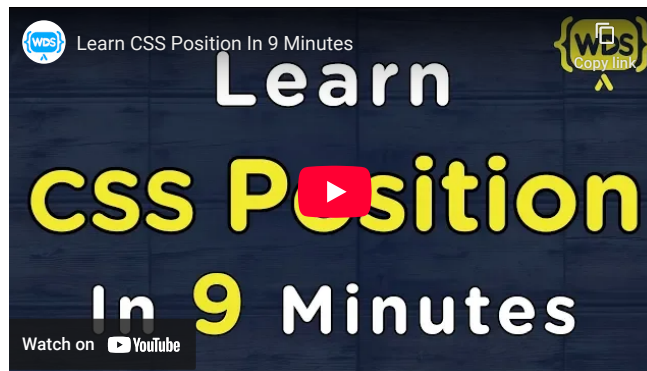 {WDS} Learn CSS Position In 9 Minutes
{WDS}
Copy link
Learn
CSS Position
In 9 Minutes
Watch on YouTube